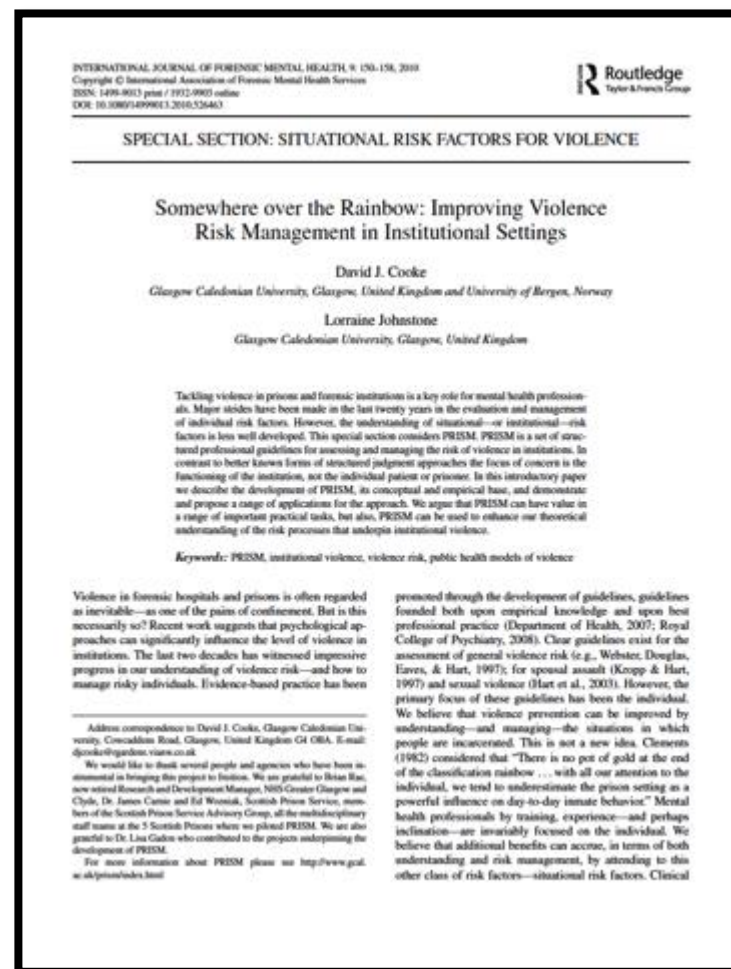 INTERNATIONAL JOURNAL OF FORENSIC MENTAL HEALTH, 9: 150–158, 2010
Copyright © International Association of Forensic Mental Health Services
ISSN: 1499-9013 print / 1932-9903 online
DOI: 10.1080/14999013.2010.526463
Routledge
Taylor & Francis Group
SPECIAL SECTION: SITUATIONAL RISK FACTORS FOR VIOLENCE
Somewhere over the Rainbow: Improving Violence
Risk Management in Institutional Settings
David J. Cooke
Glasgow Caledonian University, Glasgow, United Kingdom and University of Bergen, Norway
Lorraine Johnstone
Glasgow Caledonian University, Glasgow, United Kingdom
Tackling violence in prisons and forensic institutions is a key role for mental health profession-
als. Major strides have been made in the last twenty years in the evaluation and management
of individual risk factors. However, the understanding of situational—or institutional—risk
factors is less well developed. This special section considers PRISM. PRISM is a set of struc-
tured professional guidelines for assessing and managing the risk of violence in institutions. In
contrast to better known forms of structured judgment approaches the focus of concern is the
functioning of the institution, not the individual patient or prisoner. In this introductory paper
we describe the development of PRISM, its conceptual and empirical base, and demonstrate
and propose a range of applications for the approach. We argue that PRISM can have value in
a range of important practical tasks, but also, PRISM can be used to enhance our theoretical
understanding of the risk processes that underpin institutional violence.
Keywords: PRISM, institutional violence, violence risk, public health models of violence
Violence in forensic hospitals and prisons is often regarded
as inevitable—as one of the pains of confinement. But is this
necessarily so? Recent work suggests that psychological ap-
proaches can significantly influence the level of violence in
institutions. The last two decades has witnessed impressive
progress in our understanding of violence risk—and how to
manage risky individuals. Evidence-based practice has been
Address correspondence to David J. Cooke, Glasgow Caledonian Uni-
versity, Cowcaddens Road, Glasgow, United Kingdom G4 OBA. E-mail:
djcooke@rgardens.vianw.co.uk
We would like to thank several people and agencies who have been in-
strumental in bringing this project to fruition. We are grateful to Brian Rae,
now retired Research and Development Manager, NHS Greater Glasgow and
Clyde, Dr. James Carnie and Ed Wozniak, Scottish Prison Service, mem-
bers of the Scottish Prison Service Advisory Group, all the multidisciplinary
staff teams at the 5 Scottish Prisons where we piloted PRISM. We are also
grateful to Dr. Lisa Gadon who contributed to the projects underpinning the
development of PRISM.
For more information about PRISM please see http://www.gcal.
ac.uk/prism/index.html
promoted through the development of guidelines, guidelines
founded both upon empirical knowledge and upon best
professional practice (Department of Health, 2007; Royal
College of Psychiatry, 2008). Clear guidelines exist for the
assessment of general violence risk (e.g., Webster, Douglas,
Eaves, & Hart, 1997); for spousal assault (Kropp & Hart,
1997) and sexual violence (Hart et al., 2003). However, the
primary focus of these guidelines has been the individual.
We believe that violence prevention can be improved by
understanding—and managing—the situations in which
people are incarcerated. This is not a new idea. Clements
(1982) considered that “There is no pot of gold at the end
of the classification rainbow . . . with all our attention to the
individual, we tend to underestimate the prison setting as a
powerful influence on day-to-day inmate behavior.” Mental
health professionals by training, experience—and perhaps
inclination—are invariably focused on the individual. We
believe that additional benefits can accrue, in terms of both
understanding and risk management, by attending to this
other class of risk factors—situational risk factors. Clinical